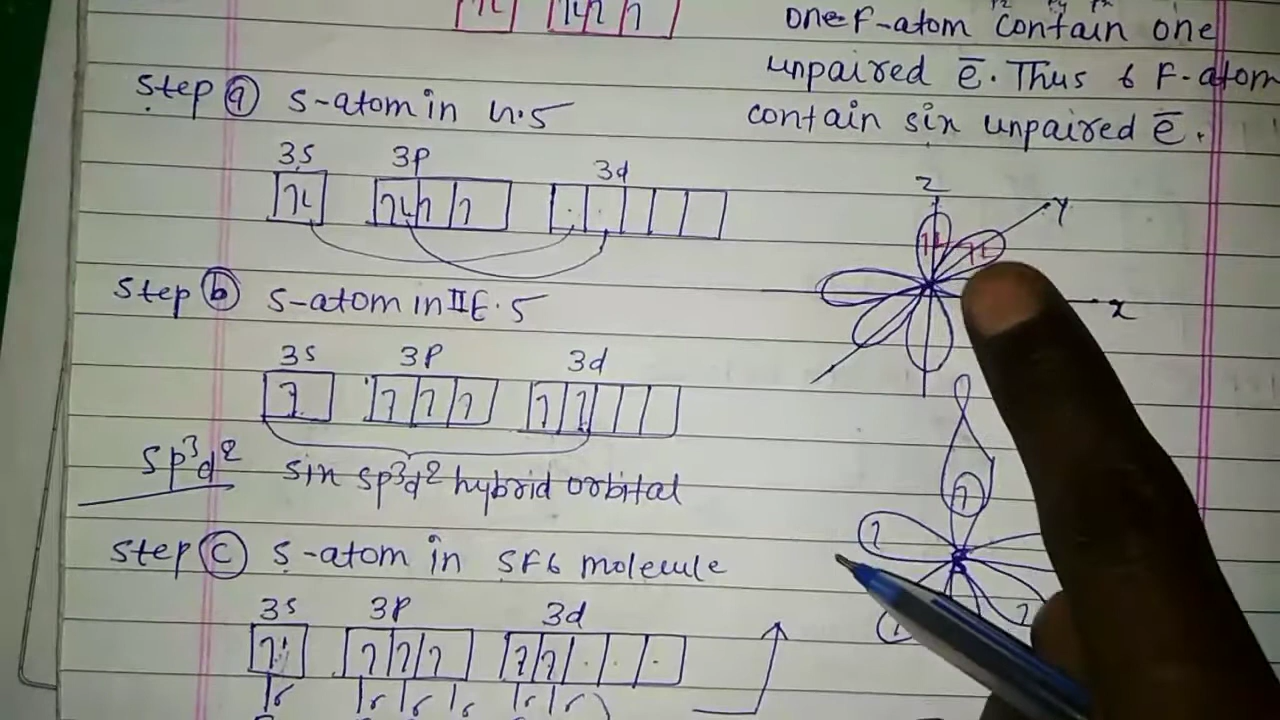 one F-atom contain one
unpaired e̅. Thus 6 F-atom
contain six unpaired e̅.
Step ⓐ S-atom in n.s
3s 3p 3d
z
y
x
Step ⓑ S-atom in II E.s
3s 3p 3d
sp³d² six sp³d² hybrid orbital
Step ⓒ S-atom in SF6 molecule
3s 3p 3d